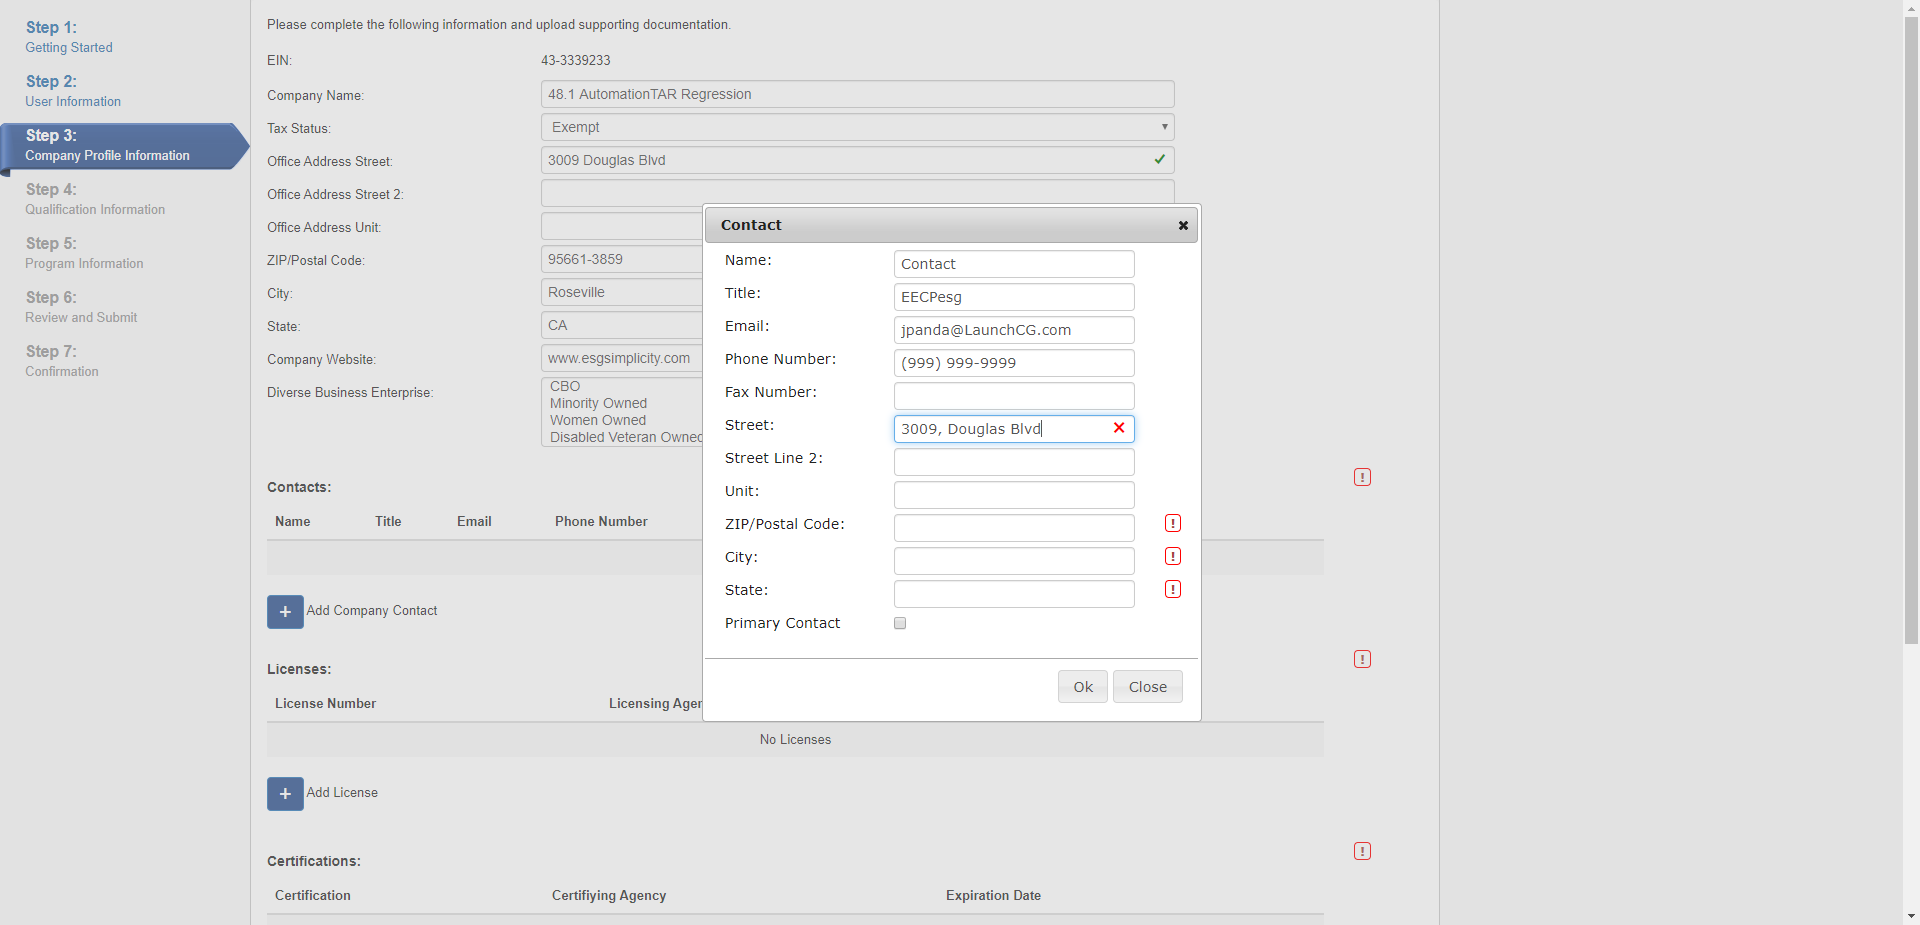 Step 1:
Getting Started
Step 2:
User Information
Step 3:
Company Profile Information
Step 4:
Qualification Information
Step 5:
Program Information
Step 6:
Review and Submit
Step 7:
Confirmation
Please complete the following information and upload supporting documentation.
EIN: 43-3339233
Company Name: 48.1 AutomationTAR Regression
Tax Status: Exempt
Office Address Street: 3009 Douglas Blvd
Office Address Street 2:
Office Address Unit:
ZIP/Postal Code: 95661-3859
City: Roseville
State: CA
Company Website: www.esgsimplicity.com
Diverse Business Enterprise:
CBO
Minority Owned
Women Owned
Disabled Veteran Owned
Contacts:
Name Title Email Phone Number
+ Add Company Contact
Licenses:
License Number Licensing Agen
No Licenses
+ Add License
Certifications:
Certification Certifiying Agency Expiration Date
Contact
Name: Contact
Title: EECPesg
Email: jpanda@LaunchCG.com
Phone Number: (999) 999-9999
Fax Number:
Street: 3009, Douglas Blvd
Street Line 2:
Unit:
ZIP/Postal Code: !
City: !
State: !
Primary Contact
Ok Close
!
!
!